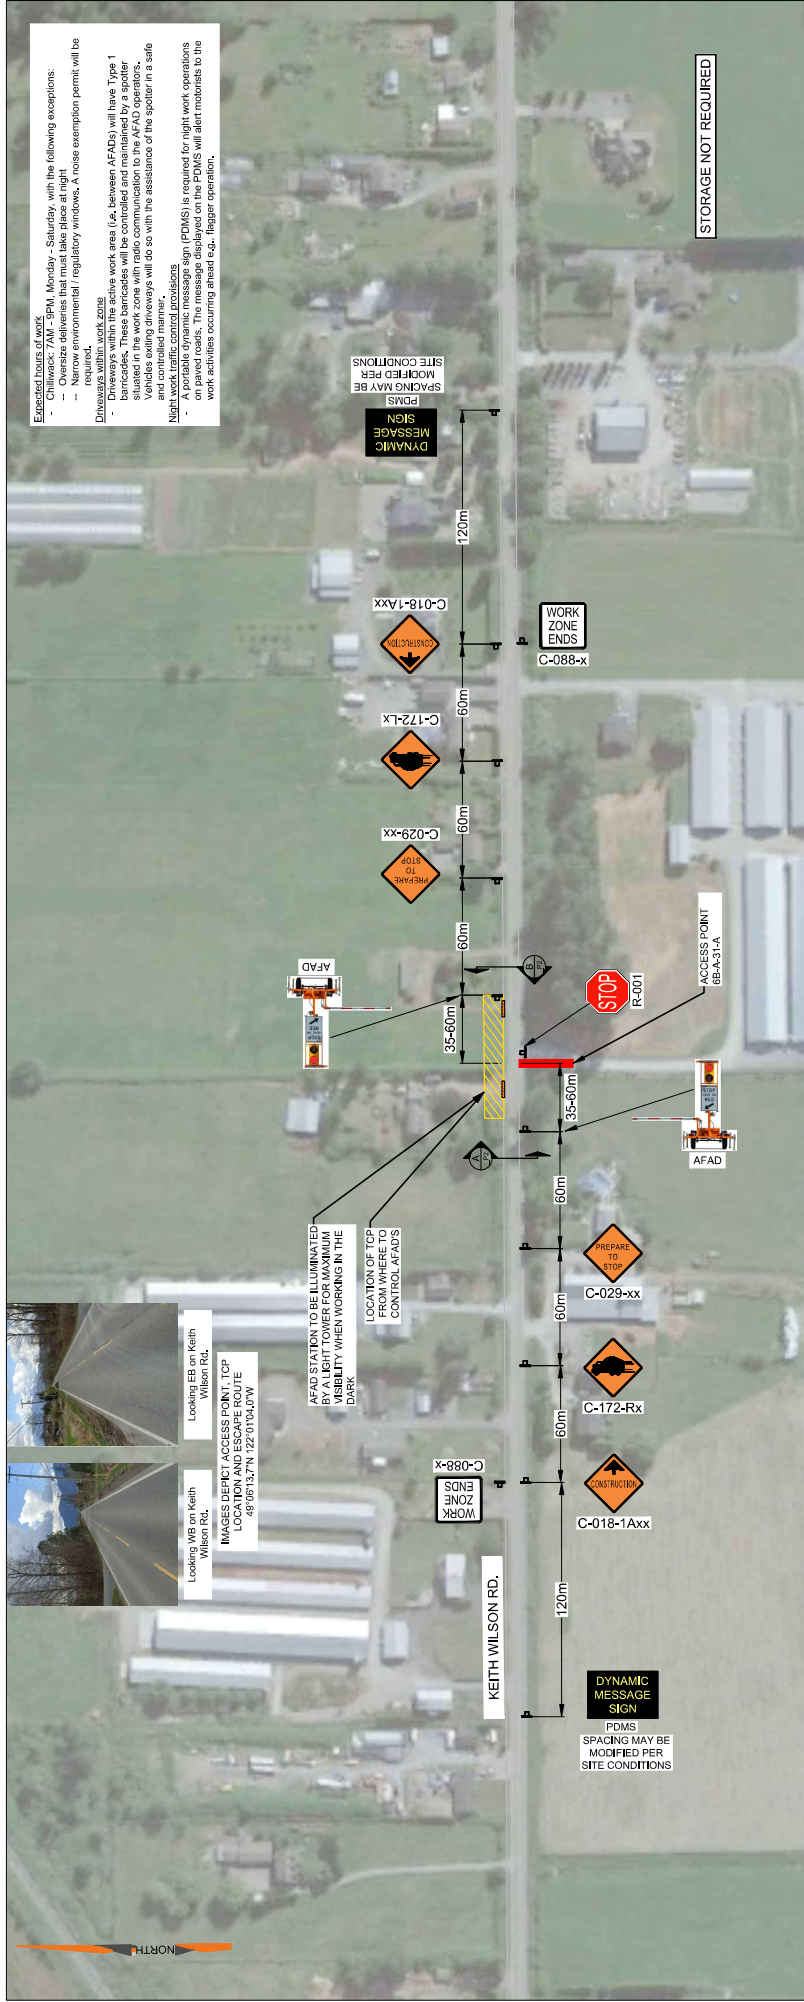 Expected hours of work
- Chilliwack: 7AM - 9PM, Monday - Saturday, with the following exceptions:
-- Oversize deliveries that must take place at night
-- Narrow environmental / regulatory windows. A noise exemption permit will be
required.
Driveways within work zone
- Driveways within the active work area (i.e. between AFADs) will have Type 1
barricades. These barricades will be controlled and maintained by a spotter
situated in the work zone with radio communication to the AFAD operators.
Vehicles exiting driveways will do so with the assistance of the spotter in a safe
and controlled manner.
Night work traffic control provisions
- A portable dynamic message sign (PDMS) is required for night work operations
on paved roads. The message displayed on the PDMS will alert motorists to the
work activities occurring ahead e.g. flagger operation.
Looking WB on Keith
Wilson Rd.
Looking EB on Keith
Wilson Rd.
IMAGES DEPICT ACCESS POINT, TCP
LOCATION AND ESCAPE ROUTE
49°06'13.7"N 122°01'04.0"W
NORTH
AFAD STATION TO BE ILLUMINATED
BY A LIGHT TOWER FOR MAXIMUM
VISIBILITY WHEN WORKING IN THE
DARK
LOCATION OF TCP
FROM WHERE TO
CONTROL AFAD'S
AFAD
STOP
HERE ON
RED
PREPARE
TO
STOP
C-029-xx
C-172-Lx
CONSTRUCTION
C-018-1Axx
DYNAMIC
MESSAGE
SIGN
PDMS
SPACING MAY BE
MODIFIED PER
SITE CONDITIONS
35-60m
60m
60m
60m
120m
WORK
ZONE
ENDS
C-088-x
KEITH WILSON RD.
A
P2
B
P2
WORK
ZONE
ENDS
C-088-x
STOP
R-001
ACCESS POINT
6B-A-31-A
120m
60m
60m
60m
35-60m
DYNAMIC
MESSAGE
SIGN
PDMS
SPACING MAY BE
MODIFIED PER
SITE CONDITIONS
CONSTRUCTION
C-018-1Axx
C-172-Rx
PREPARE
TO
STOP
C-029-xx
STOP
HERE ON
RED
AFAD
STORAGE NOT REQUIRED